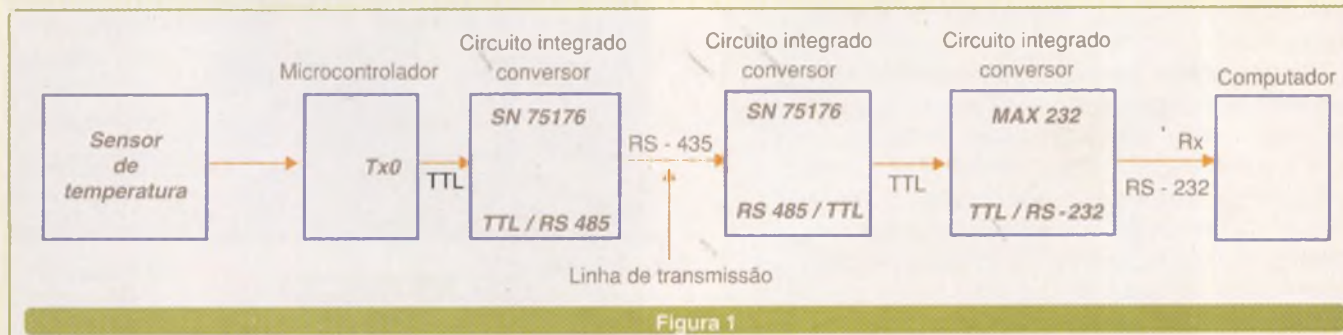 Sensor
de
temperatura
Microcontrolador
Tx0
TTL
Circuito integrado
conversor
SN 75176
TTL / RS 485
RS - 435
Linha de transmissão
Circuito integrado
conversor
SN 75176
RS 485 / TTL
TTL
Circuito integrado
conversor
MAX 232
TTL / RS - 232
Rx
RS - 232
Computador
Figura 1